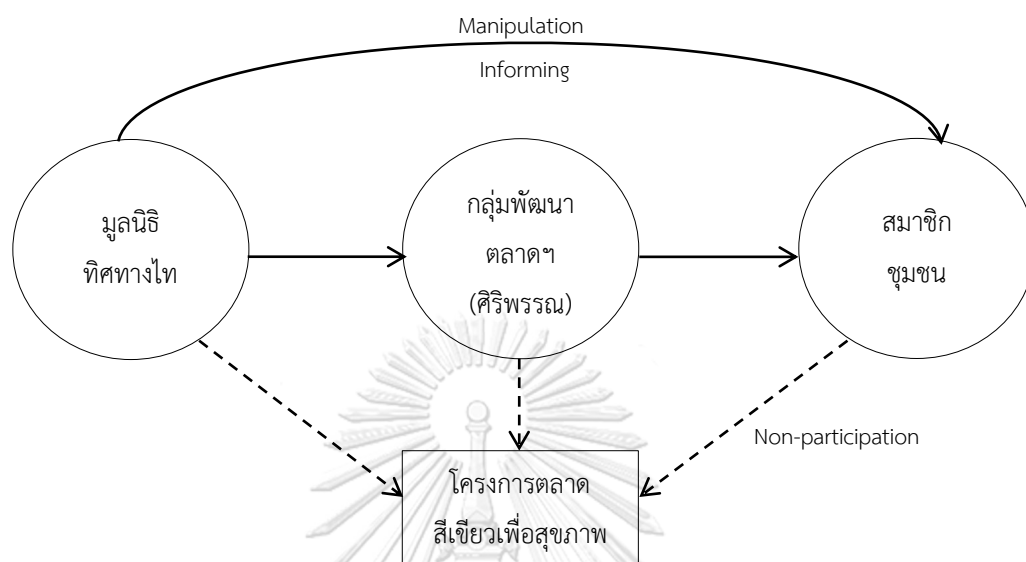 Manipulation
Informing
มูลนิธิ
ทิศทางไท
กลุ่มพัฒนา
ตลาดฯ
(ศิริพรรณ)
สมาชิก
ชุมชน
Non-participation
โครงการตลาด
สีเขียวเพื่อสุขภาพ